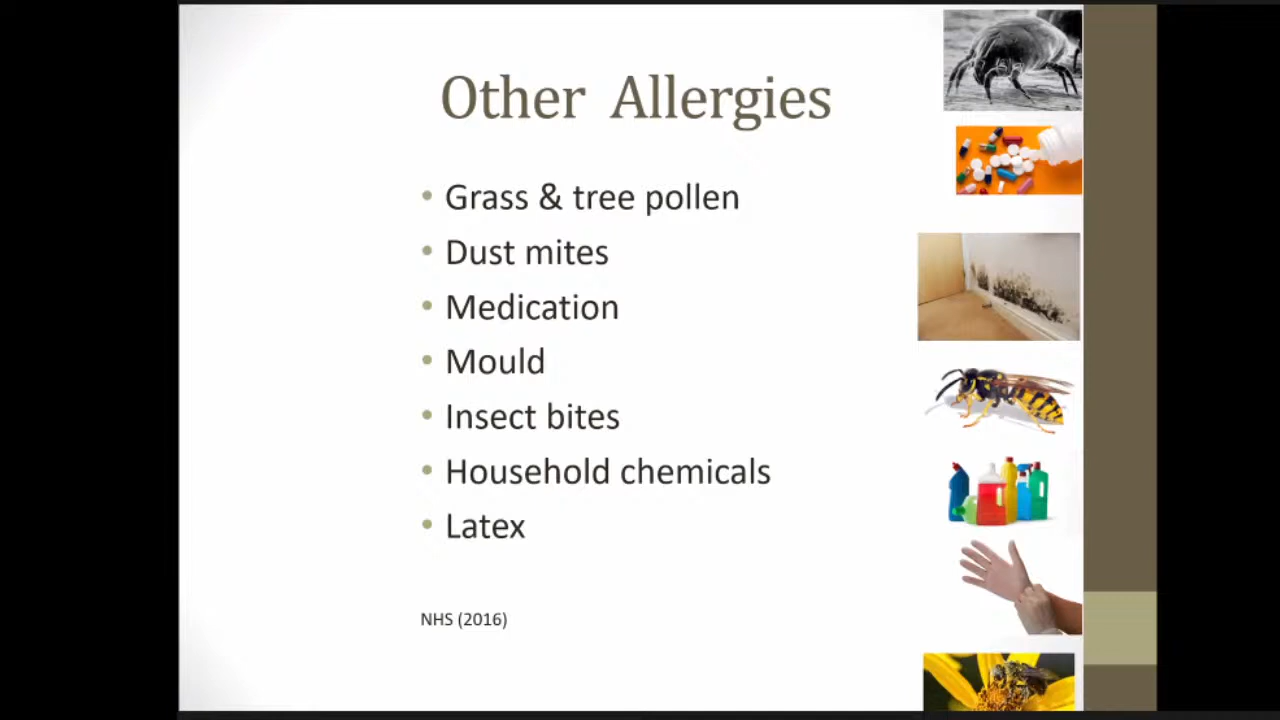 Other Allergies
• Grass & tree pollen
• Dust mites
• Medication
• Mould
• Insect bites
• Household chemicals
• Latex
NHS (2016)